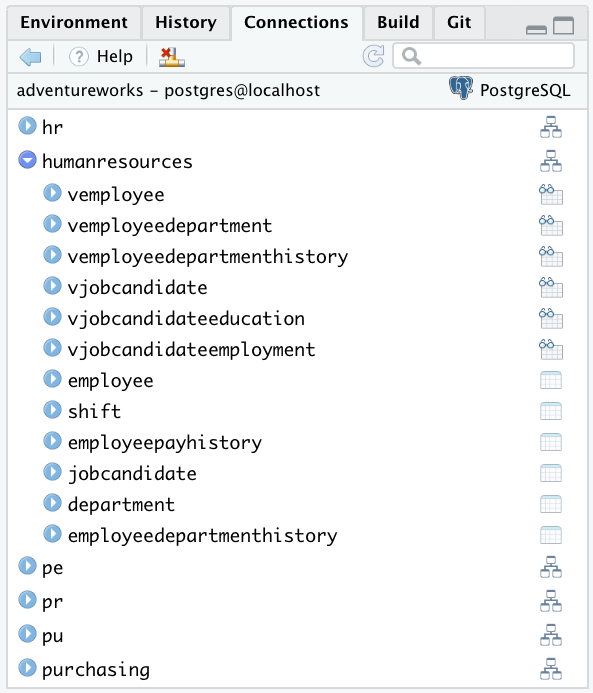 Environment History Connections Build Git
? Help
adventureworks – postgres@localhost PostgreSQL
hr
humanresources
vemployee
vemployeedepartment
vemployeedepartmenthistory
vjobcandidate
vjobcandidateeducation
vjobcandidateemployment
employee
shift
employeepayhistory
jobcandidate
department
employeedepartmenthistory
pe
pr
pu
purchasing